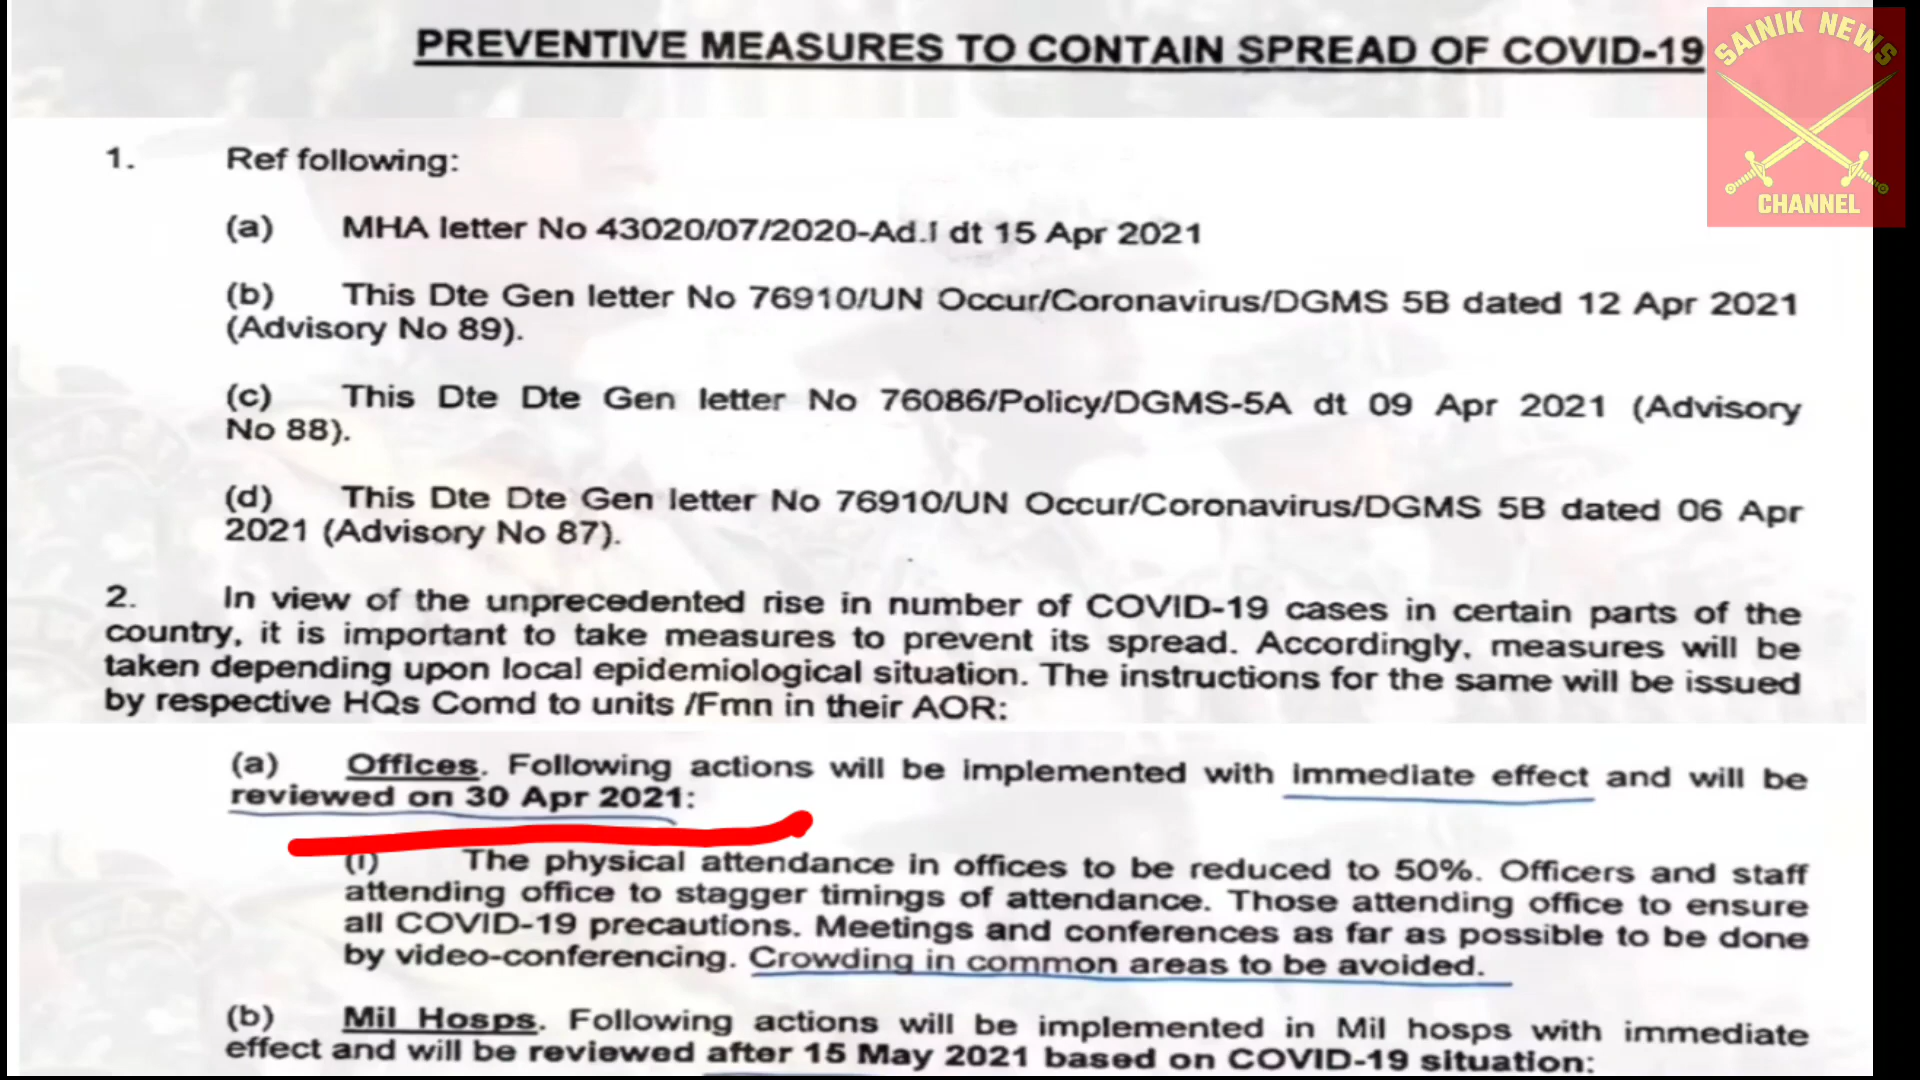 PREVENTIVE MEASURES TO CONTAIN SPREAD OF COVID-19
SAINIK NEWS
CHANNEL
1. Ref following:
(a) MHA letter No 43020/07/2020-Ad.I dt 15 Apr 2021
(b) This Dte Gen letter No 76910/UN Occur/Coronavirus/DGMS 5B dated 12 Apr 2021
(Advisory No 89).
(c) This Dte Dte Gen letter No 76086/Policy/DGMS-5A dt 09 Apr 2021 (Advisory
No 88).
(d) This Dte Dte Gen letter No 76910/UN Occur/Coronavirus/DGMS 5B dated 06 Apr
2021 (Advisory No 87).
2. In view of the unprecedented rise in number of COVID-19 cases in certain parts of the
country, it is important to take measures to prevent its spread. Accordingly, measures will be
taken depending upon local epidemiological situation. The instructions for the same will be issued
by respective HQs Comd to units /Fmn in their AOR:
(a) Offices. Following actions will be implemented with immediate effect and will be
reviewed on 30 Apr 2021:
(i) The physical attendance in offices to be reduced to 50%. Officers and staff
attending office to stagger timings of attendance. Those attending office to ensure
all COVID-19 precautions. Meetings and conferences as far as possible to be done
by video-conferencing. Crowding in common areas to be avoided.
(b) Mil Hosps. Following actions will be implemented in Mil hosps with immediate
effect and will be reviewed after 15 May 2021 based on COVID-19 situation: